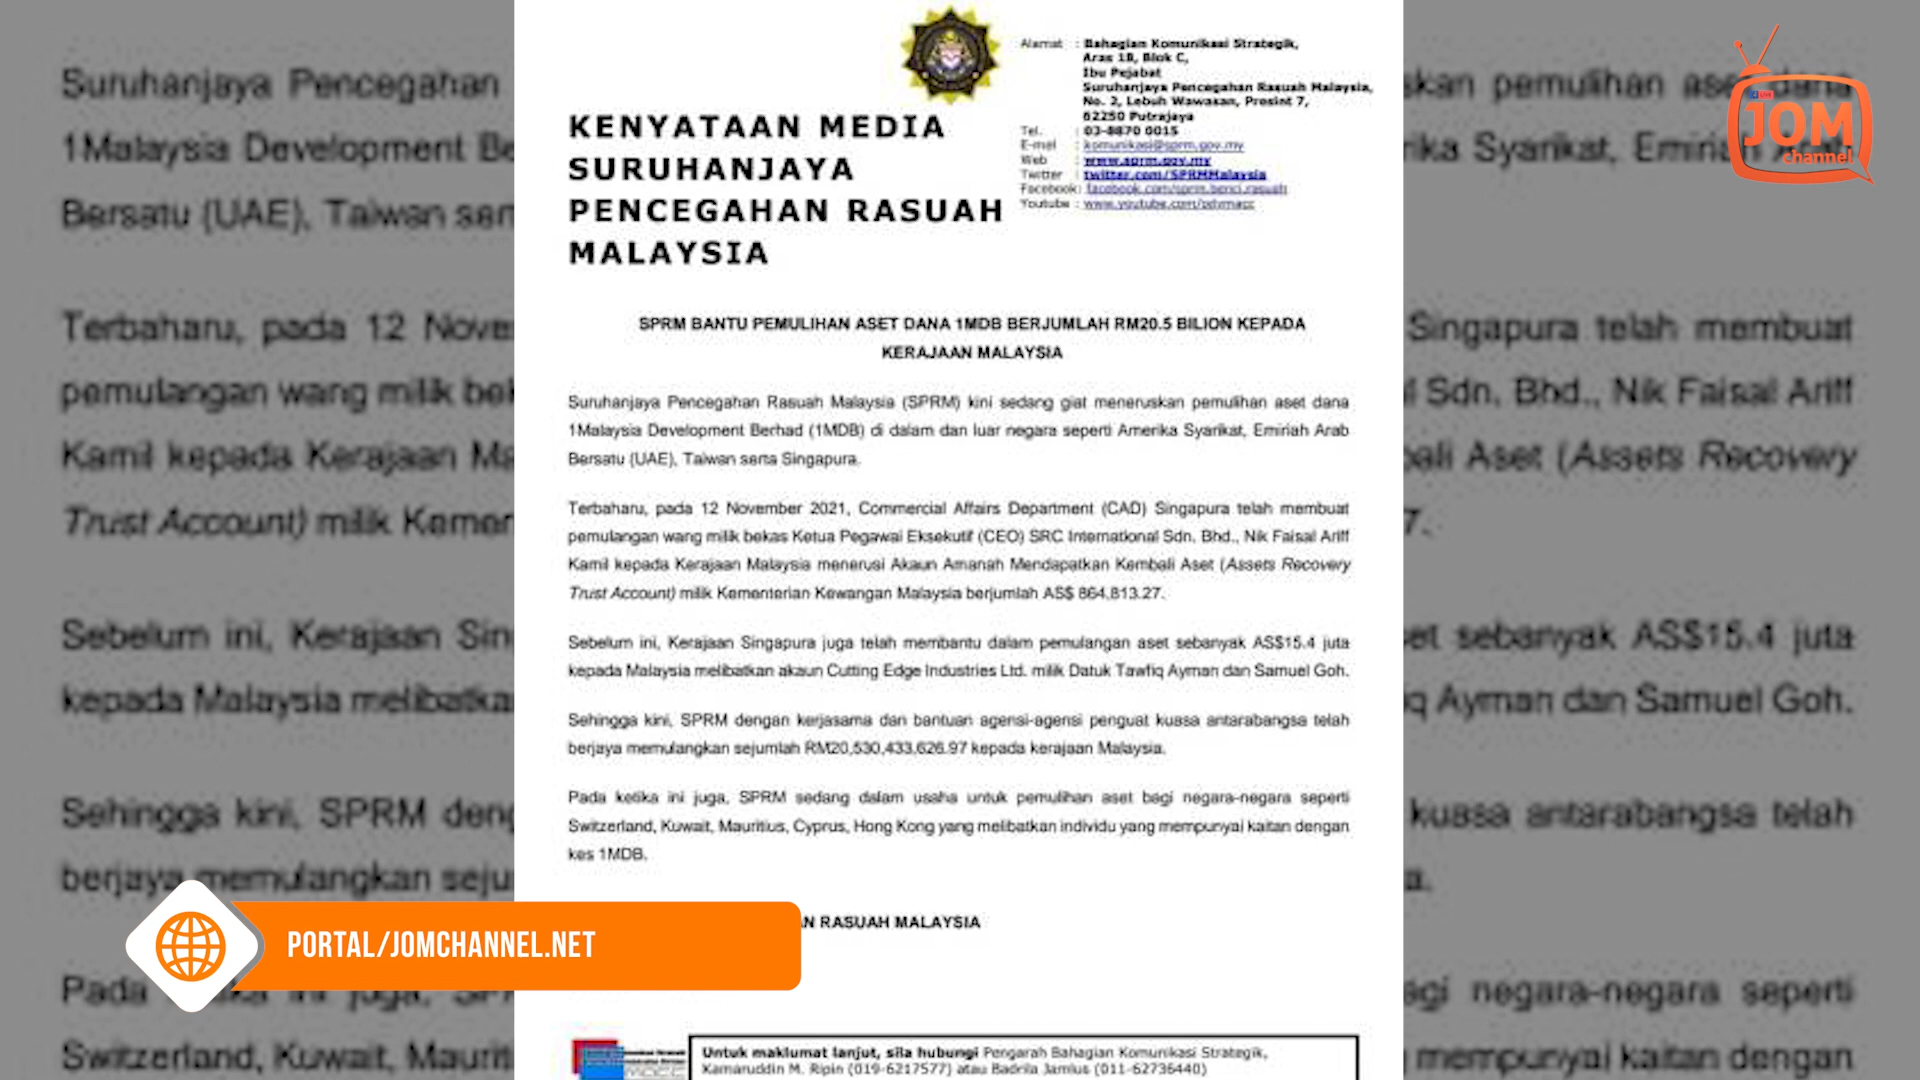 Alamat : Bahagian Komunikasi Strategik,
Aras 18, Blok C,
Ibu Pejabat
Suruhanjaya Pencegahan Rasuah Malaysia,
No. 2, Lebuh Wawasan, Presint 7,
62250 Putrajaya
Tel. : 03-8870 0015
E-mel : komunikasi@sprm.gov.my
Web : www.sprm.gov.my
Twitter : twitter.com/SPRMMalaysia
Facebook: facebook.com/sprm.benci.rasuah
Youtube :
KENYATAAN MEDIA
SURUHANJAYA
PENCEGAHAN RASUAH
MALAYSIA
JOM
channel
SPRM BANTU PEMULIHAN ASET DANA 1MDB BERJUMLAH RM20.5 BILION KEPADA
KERAJAAN MALAYSIA
Suruhanjaya Pencegahan Rasuah Malaysia (SPRM) kini sedang giat meneruskan pemulihan aset dana
1Malaysia Development Berhad (1MDB) di dalam dan luar negara seperti Amerika Syarikat, Emiriah Arab
Bersatu (UAE), Taiwan serta Singapura.
Terbaharu, pada 12 November 2021, Commercial Affairs Department (CAD) Singapura telah membuat
pemulangan wang milik bekas Ketua Pegawai Eksekutif (CEO) SRC International Sdn. Bhd., Nik Faisal Ariff
Kamil kepada Kerajaan Malaysia menerusi Akaun Amanah Mendapatkan Kembali Aset (Assets Recovery
Trust Account) milik Kementerian Kewangan Malaysia berjumlah AS$ 864,813.27.
Sebelum ini, Kerajaan Singapura juga telah membantu dalam pemulangan aset sebanyak AS$15.4 juta
kepada Malaysia melibatkan akaun Cutting Edge Industries Ltd. milik Datuk Tawfiq Ayman dan Samuel Goh.
Sehingga kini, SPRM dengan kerjasama dan bantuan agensi-agensi penguat kuasa antarabangsa telah
berjaya memulangkan sejumlah RM20,530,433,626.97 kepada kerajaan Malaysia.
Pada ketika ini juga, SPRM sedang dalam usaha untuk pemulihan aset bagi negara-negara seperti
Switzerland, Kuwait, Mauritius, Cyprus, Hong Kong yang melibatkan individu yang mempunyai kaitan dengan
kes 1MDB.
N RASUAH MALAYSIA
PORTAL/JOMCHANNEL.NET
Untuk maklumat lanjut, sila hubungi Pengarah Bahagian Komunikasi Strategik,
Kamaruddin M. Ripin (019-6217577) atau Badrila Jamlus (011-62736440)